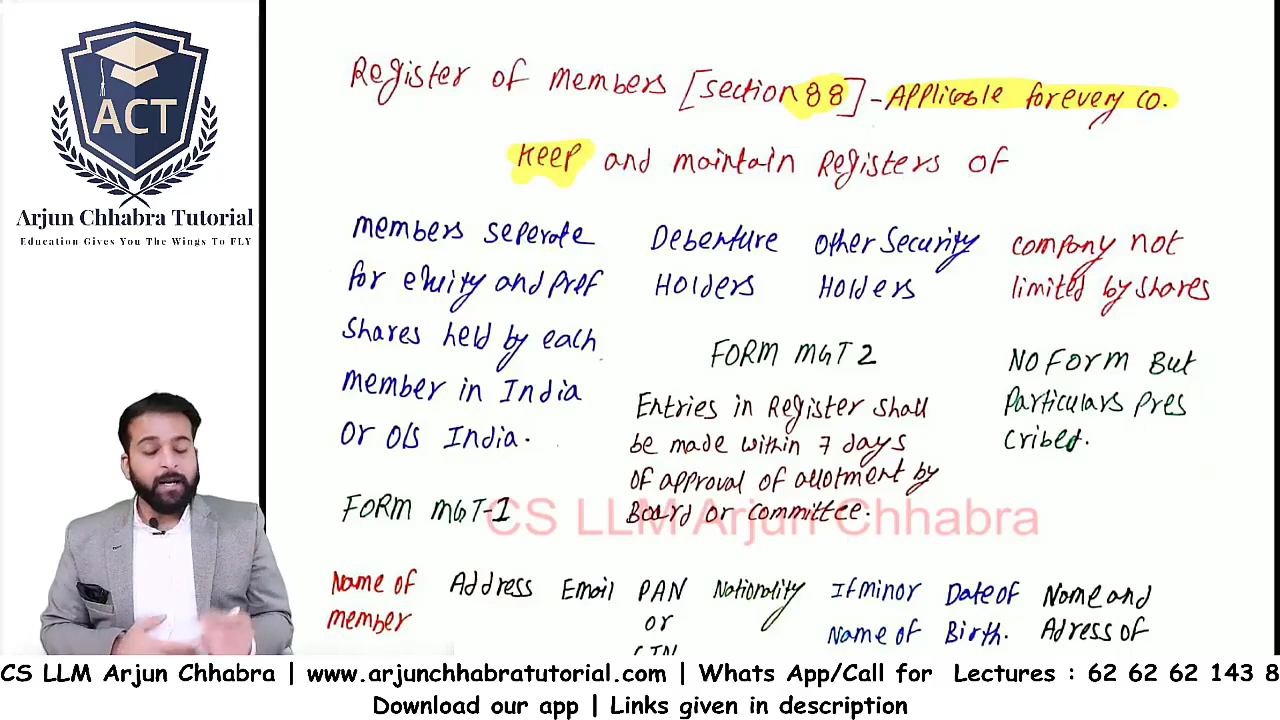 ACT
Arjun Chhabra Tutorial
Education Gives You The Wings To FLY
Register of members [section 88] - Applicable for every co.
Keep and maintain Registers of
members seperate
for equity and pref
shares held by each
member in India
or o/s India.
FORM MGT-1
Debenture
Holders
other Security
Holders
FORM MGT 2
Entries in Register shall
be made within 7 days
of approval of allotment by
Board or committee.
company not
limited by shares
NO FORM But
Particulars Pres
cribed.
CS LLM Arjun Chhabra
Name of
member
Address
Email
PAN
or
CIN
Nationality
If minor
Name of
Date of
Birth.
Name and
Adress of
CS LLM Arjun Chhabra | www.arjunchhabratutorial.com | Whats App/Call for Lectures : 62 62 62 143 8
Download our app | Links given in description